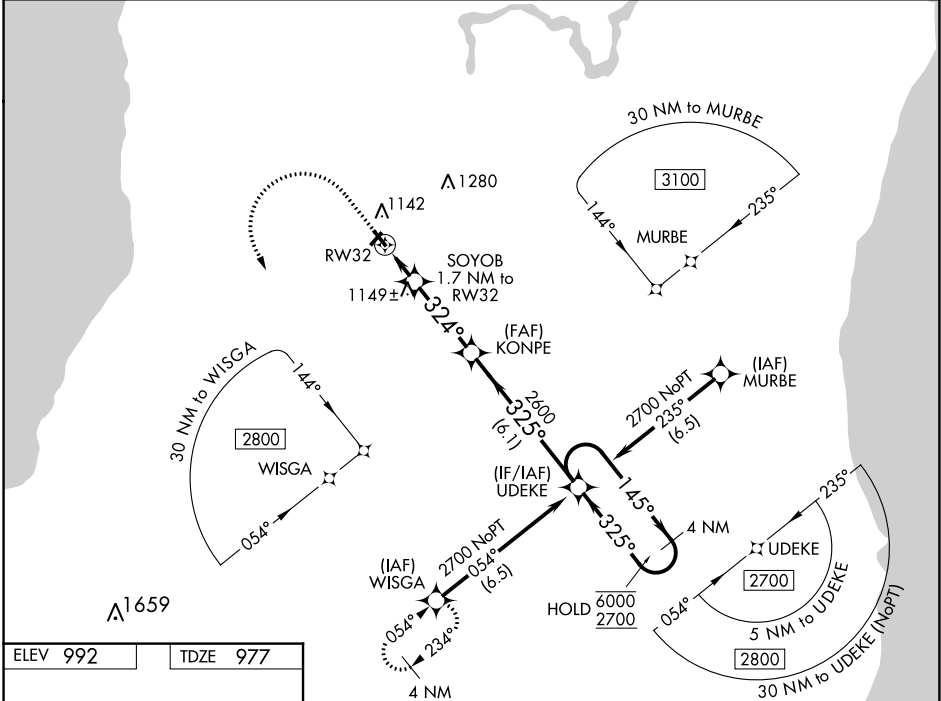 30 NM to MURBE
3100
144°
235°
MURBE
1280
1142
RW32
SOYOB
1.7 NM to
RW32
1149±
324°
(FAF)
KONPE
(IAF)
MURBE
2700 NoPT
235°
(6.5)
30 NM to WISGA
144°
2800
WISGA
054°
2600
325°
(6.1)
(IF/IAF)
UDEKE
145°
325°
4 NM
HOLD 6000
2700
2700 NoPT
054°
(6.5)
(IAF)
WISGA
054°
234°
4 NM
235°
UDEKE
2700
054°
5 NM to UDEKE
2800
30 NM to UDEKE (NoPT)
1659
ELEV 992
TDZE 977